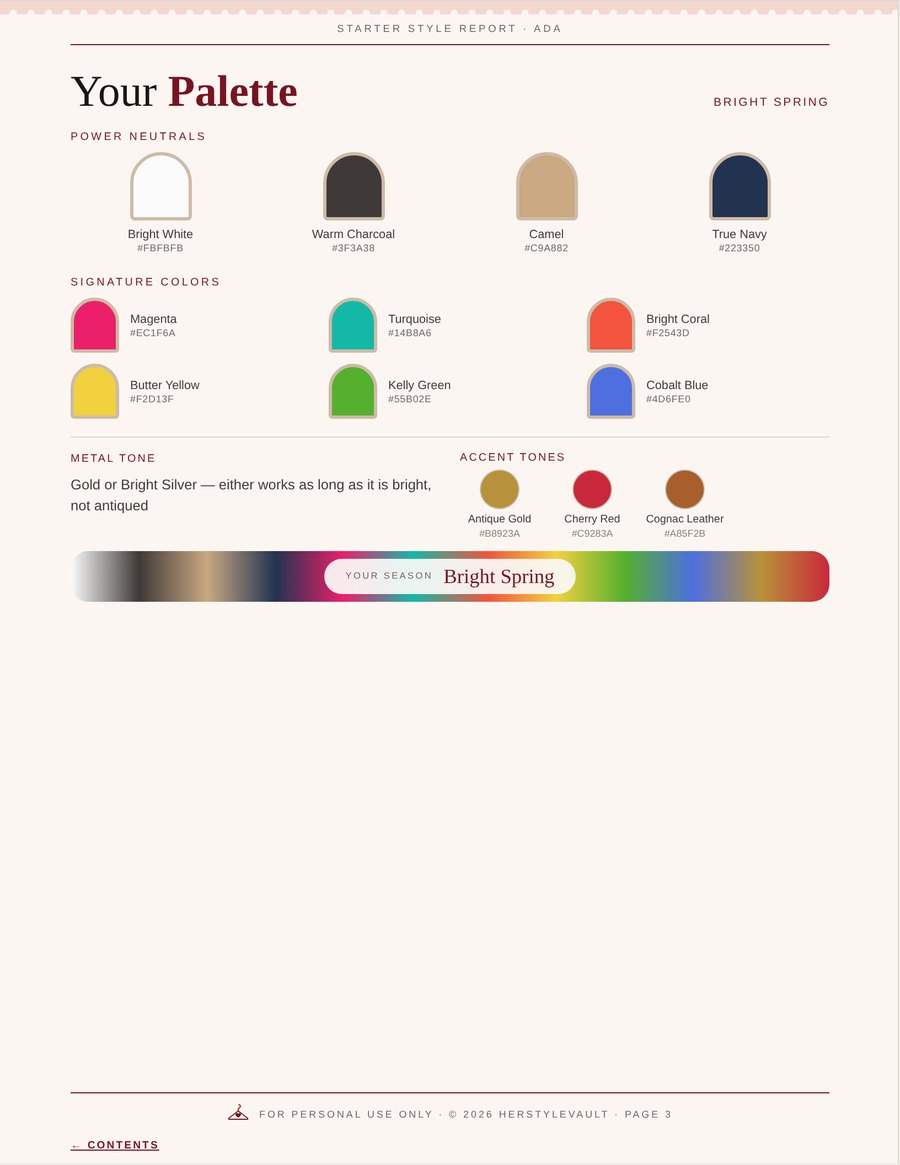 STARTER STYLE REPORT · ADA
Your Palette
BRIGHT SPRING
POWER NEUTRALS
Bright White
#FBFBFB
Warm Charcoal
#3F3A38
Camel
#C9A882
True Navy
#223350
SIGNATURE COLORS
Magenta
#EC1F6A
Turquoise
#14B8A6
Bright Coral
#F2543D
Butter Yellow
#F2D13F
Kelly Green
#55B02E
Cobalt Blue
#4D6FE0
METAL TONE
Gold or Bright Silver — either works as long as it is bright,
not antiqued
ACCENT TONES
Antique Gold
#B8923A
Cherry Red
#C9283A
Cognac Leather
#A85F2B
YOUR SEASON Bright Spring
FOR PERSONAL USE ONLY · © 2026 HERSTYLEVAULT · PAGE 3
← CONTENTS